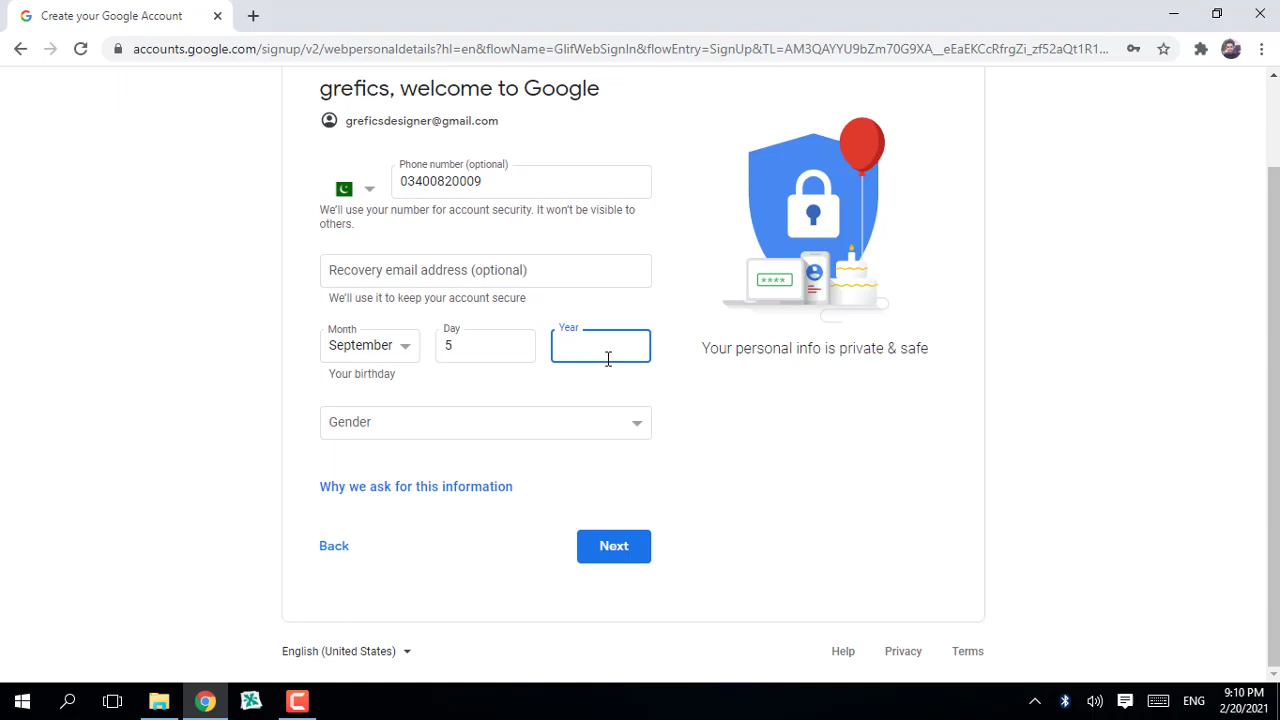 Create your Google Account
accounts.google.com/signup/v2/webpersonaldetails?hl=en&flowName=GlifWebSignIn&flowEntry=SignUp&TL=AM3QAYYU9bZm70G9XA__eEaEKCcRfrgZi_zf52aQt1R1...
grefics, welcome to Google
greficsdesigner@gmail.com
Phone number (optional)
03400820009
We'll use your number for account security. It won't be visible to
others.
Recovery email address (optional)
We'll use it to keep your account secure
Month
September
Day
5
Year
Your birthday
Gender
Why we ask for this information
Back
Next
****
Your personal info is private & safe
English (United States)
Help
Privacy
Terms
ENG
9:10 PM
2/20/2021